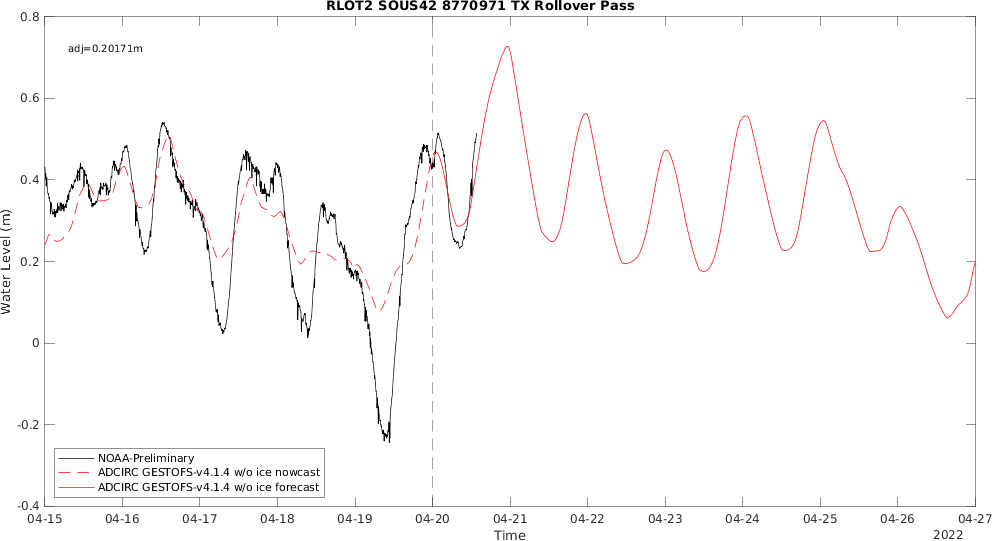 RLOT2 SOUS42 8770971 TX Rollover Pass
adj=0.20171m
0.8
0.6
0.4
0.2
0
-0.2
-0.4
Water Level (m)
NOAA-Preliminary
ADCIRC GESTOFS-v4.1.4 w/o ice nowcast
ADCIRC GESTOFS-v4.1.4 w/o ice forecast
04-15 04-16 04-17 04-18 04-19 04-20 04-21 04-22 04-23 04-24 04-25 04-26 04-27
Time
2022